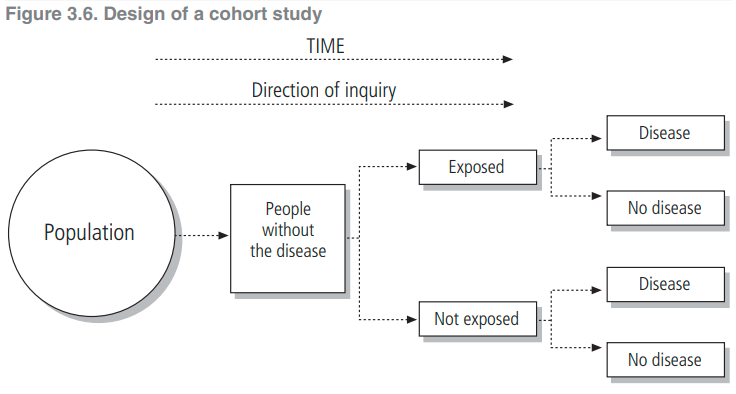 Figure 3.6. Design of a cohort study
TIME
Direction of inquiry
Population
People
without
the disease
Exposed
Disease
No disease
Not exposed
Disease
No disease